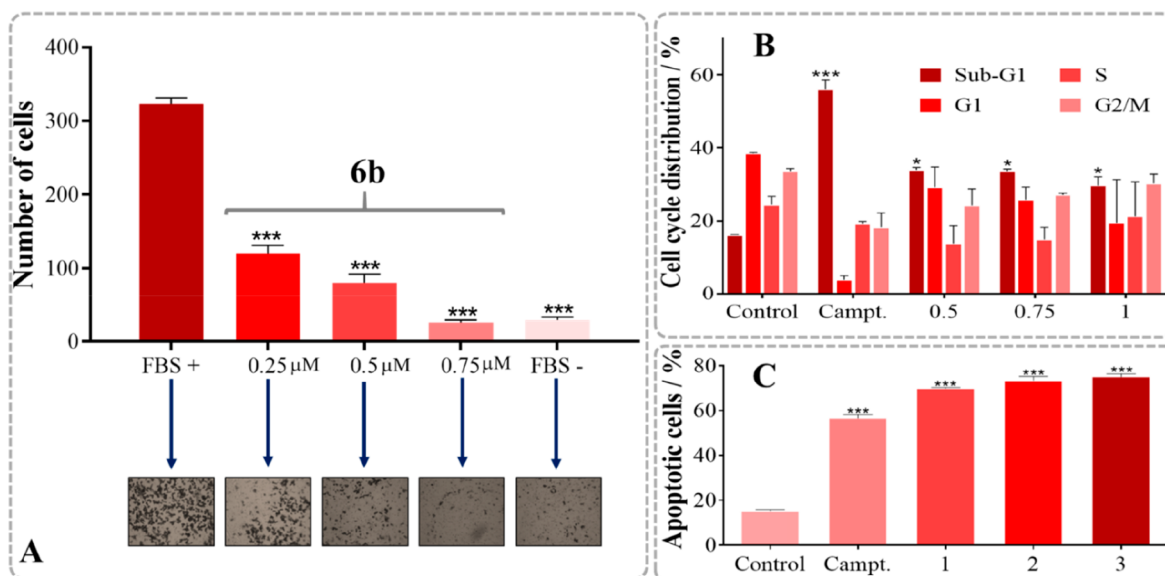 400
300
200
100
0
Number of cells
6b
***
***
***
***
FBS +
0.25 µM
0.5 µM
0.75 µM
FBS -
A
B
Cell cycle distribution / %
60
40
20
0
***
*
*
*
Sub-G1
S
G1
G2/M
Control
Campt.
0.5
0.75
1
C
Apoptotic cells / %
80
60
40
20
0
***
***
***
***
Control
Campt.
1
2
3